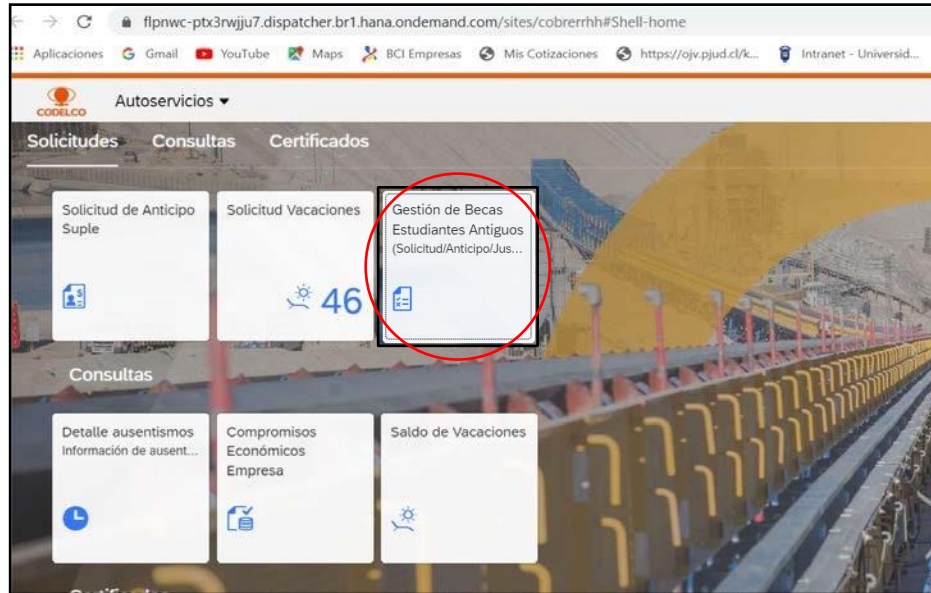 flpnwc-ptx3rwjju7.dispatcher.br1.hana.ondemand.com/sites/cobrerrhh#Shell-home
Aplicaciones Gmail YouTube Maps BCI Empresas Mis Cotizaciones https://ojv.pjud.cl/k... Intranet - Universid...
CODELCO Autoservicios
Solicitudes Consultas Certificados
Solicitud de Anticipo
Suple
Solicitud Vacaciones
46
Gestión de Becas
Estudiantes Antiguos
(Solicitud/Anticipo/Jus...
Consultas
Detalle ausentismos
Información de ausent...
Compromisos
Económicos
Empresa
Saldo de Vacaciones